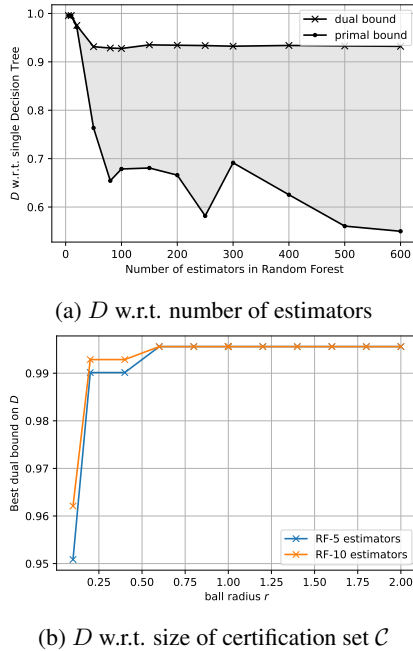 1.0
0.9
0.8
0.7
0.6
D w.r.t. single Decision Tree
dual bound
primal bound
0 100 200 300 400 500 600
Number of estimators in Random Forest
(a) D w.r.t. number of estimators
0.99
0.98
0.97
0.96
0.95
Best dual bound on D
RF-5 estimators
RF-10 estimators
0.25 0.50 0.75 1.00 1.25 1.50 1.75 2.00
ball radius r
(b) D w.r.t. size of certification set C